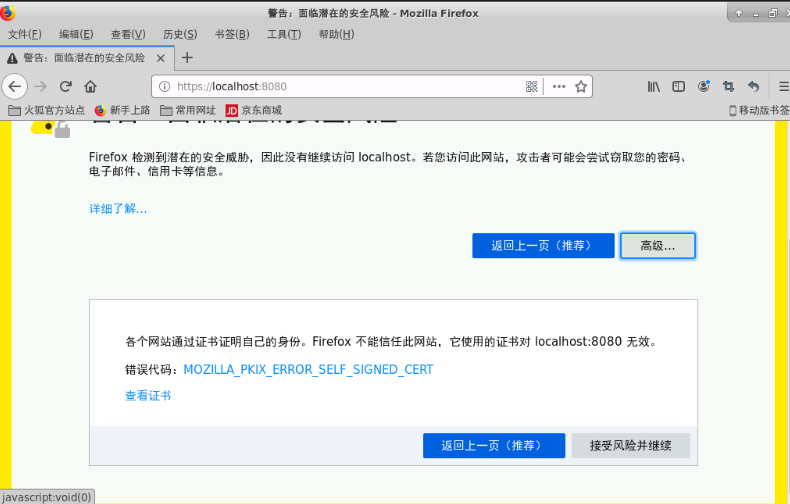 警告：面临潜在的安全风险 - Mozilla Firefox
文件(F) 编辑(E) 查看(V) 历史(S) 书签(B) 工具(T) 帮助(H)
警告：面临潜在的安全风险
https://localhost:8080
火狐官方站点 新手上路 常用网址 JD 京东商城 移动版书签
Firefox 检测到潜在的安全威胁，因此没有继续访问 localhost。若您访问此网站，攻击者可能会尝试窃取您的密码、
电子邮件、信用卡等信息。
详细了解…
返回上一页（推荐） 高级…
各个网站通过证书证明自己的身份。Firefox 不能信任此网站，它使用的证书对 localhost:8080 无效。
错误代码：MOZILLA_PKIX_ERROR_SELF_SIGNED_CERT
查看证书
返回上一页（推荐） 接受风险并继续
javascript:void(0)